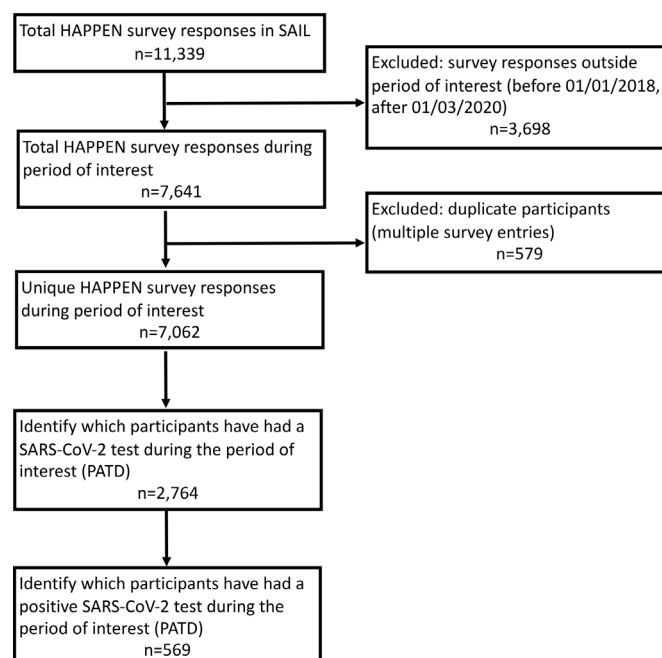 Total HAPPEN survey responses in SAIL
n=11,339
Excluded: survey responses outside
period of interest (before 01/01/2018,
after 01/03/2020)
n=3,698
Total HAPPEN survey responses during
period of interest
n=7,641
Excluded: duplicate participants
(multiple survey entries)
n=579
Unique HAPPEN survey responses
during period of interest
n=7,062
Identify which participants have had a
SARS-CoV-2 test during the period of
interest (PATD)
n=2,764
Identify which participants have had a
positive SARS-CoV-2 test during the
period of interest (PATD)
n=569